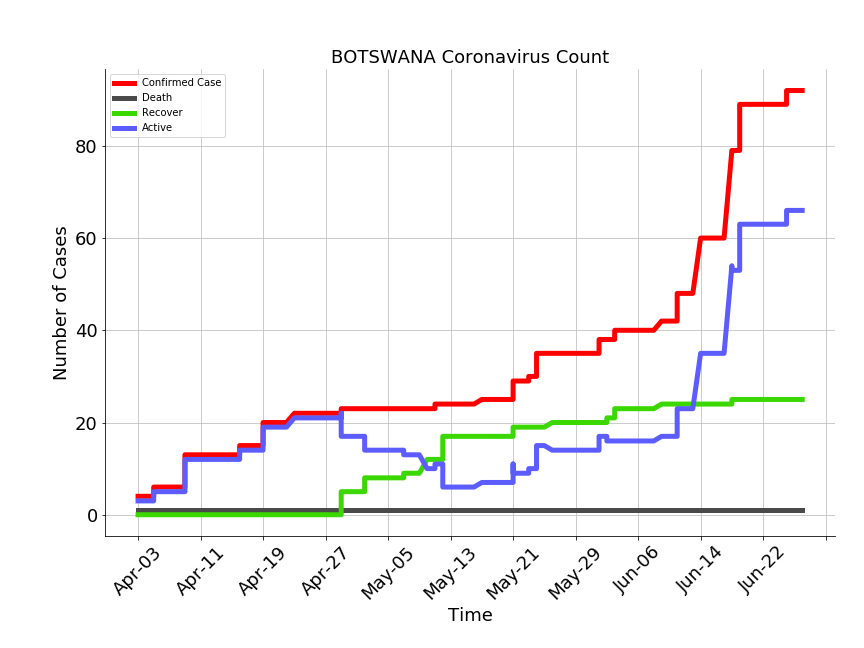 BOTSWANA Coronavirus Count
Confirmed Case
Death
Recover
Active
80
60
40
20
0
Number of Cases
Apr-03
Apr-11
Apr-19
Apr-27
May-05
May-13
May-21
May-29
Jun-06
Jun-14
Jun-22
Time